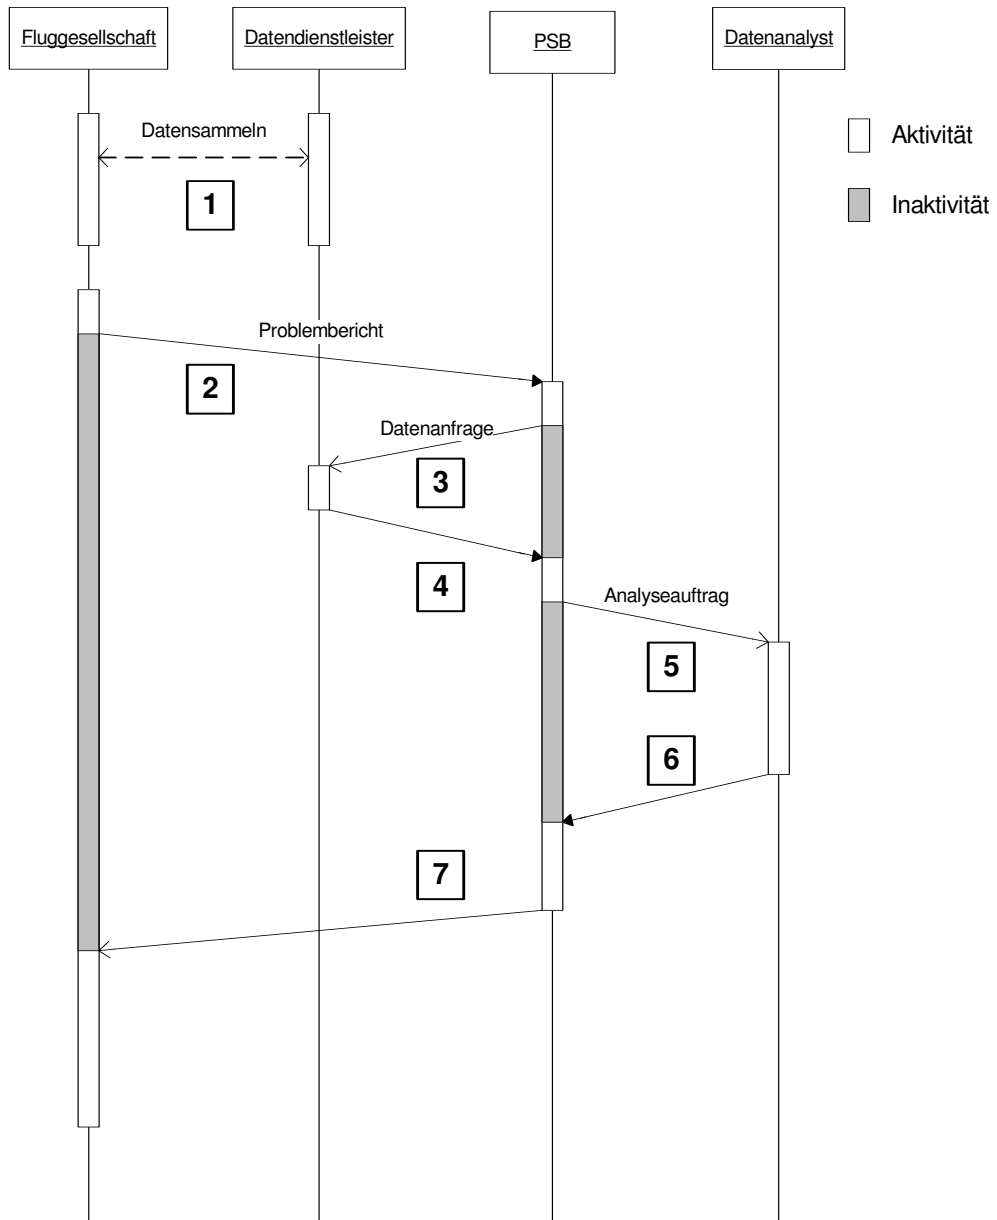 Fluggesellschaft
Datendienstleister
PSB
Datenanalyst
Datensammeln
Aktivität
1
Inaktivität
Problembericht
2
Datenanfrage
3
4
Analyseauftrag
5
6
7